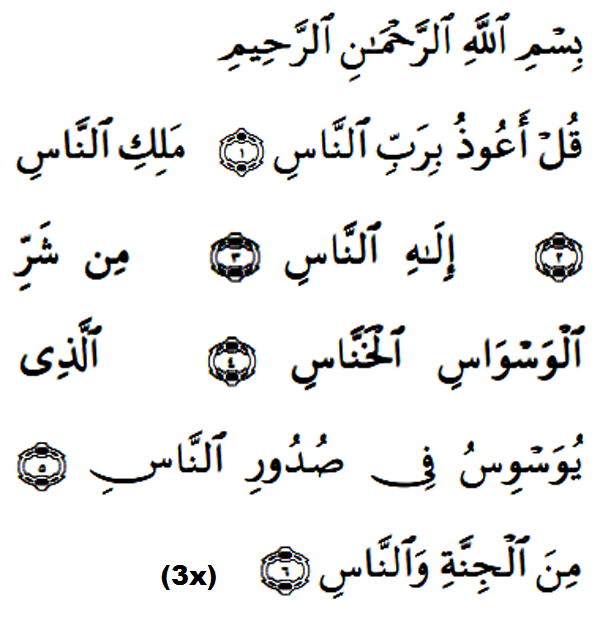 بِسْمِ ٱللَّهِ ٱلرَّحْمَـٰنِ ٱلرَّحِيمِ
قُلْ أَعُوذُ بِرَبِّ ٱلنَّاسِ ١ مَلِكِ ٱلنَّاسِ
٢ إِلَـٰهِ ٱلنَّاسِ ٣ مِن شَرِّ
ٱلْوَسْوَاسِ ٱلْخَنَّاسِ ٤ ٱلَّذِى
يُوَسْوِسُ فِى صُدُورِ ٱلنَّاسِ ٥
مِنَ ٱلْجِنَّةِ وَٱلنَّاسِ ٦ (3x)